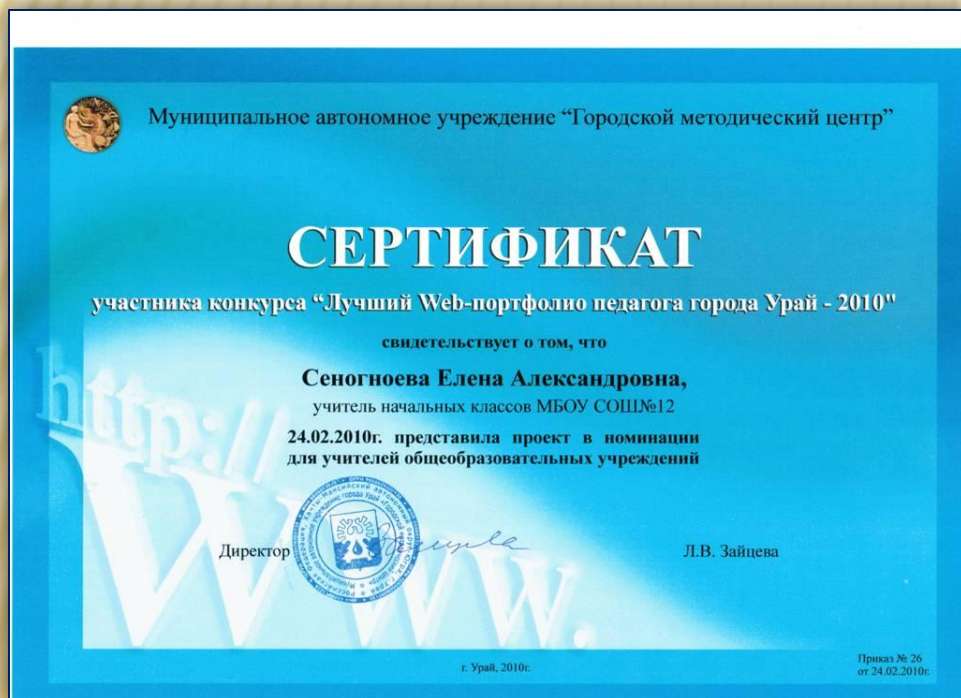 Муниципальное автономное учреждение “Городской методический центр”
СЕРТИФИКАТ
участника конкурса “Лучший Web-портфолио педагога города Урай - 2010"
свидетельствует о том, что
Сеногноева Елена Александровна,
учитель начальных классов МБОУ СОШ№12
24.02.2010г. представила проект в номинации
для учителей общеобразовательных учреждений
http://
Директор
Л.В. Зайцева
WWW.
г. Урай, 2010г.
Приказ № 26
от 24.02.2010г.